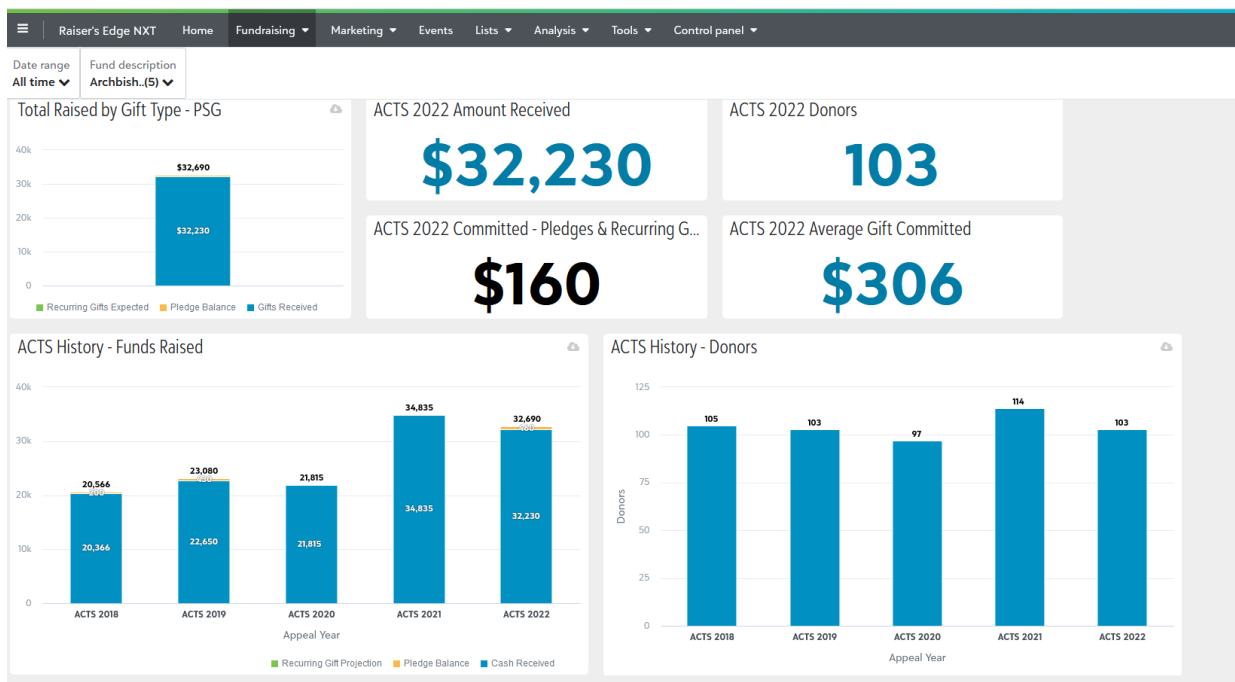 Raiser's Edge NXT Home Fundraising Marketing Events Lists Analysis Tools Control panel
Date range
All time
Fund description
Archbish..(5)
Total Raised by Gift Type - PSG
40k
30k
20k
10k
0
$32,690
$32,230
Recurring Gifts Expected Pledge Balance Gifts Received
ACTS 2022 Amount Received
$32,230
ACTS 2022 Donors
103
ACTS 2022 Committed - Pledges & Recurring G...
$160
ACTS 2022 Average Gift Committed
$306
ACTS History - Funds Raised
40k
30k
20k
10k
0
20,566
200
20,366
23,080
430
22,650
21,815
21,815
34,835
34,835
32,690
460
32,230
ACTS 2018 ACTS 2019 ACTS 2020 ACTS 2021 ACTS 2022
Appeal Year
Recurring Gift Projection Pledge Balance Cash Received
ACTS History - Donors
Donors
125
100
75
50
25
0
105
103
97
114
103
ACTS 2018 ACTS 2019 ACTS 2020 ACTS 2021 ACTS 2022
Appeal Year